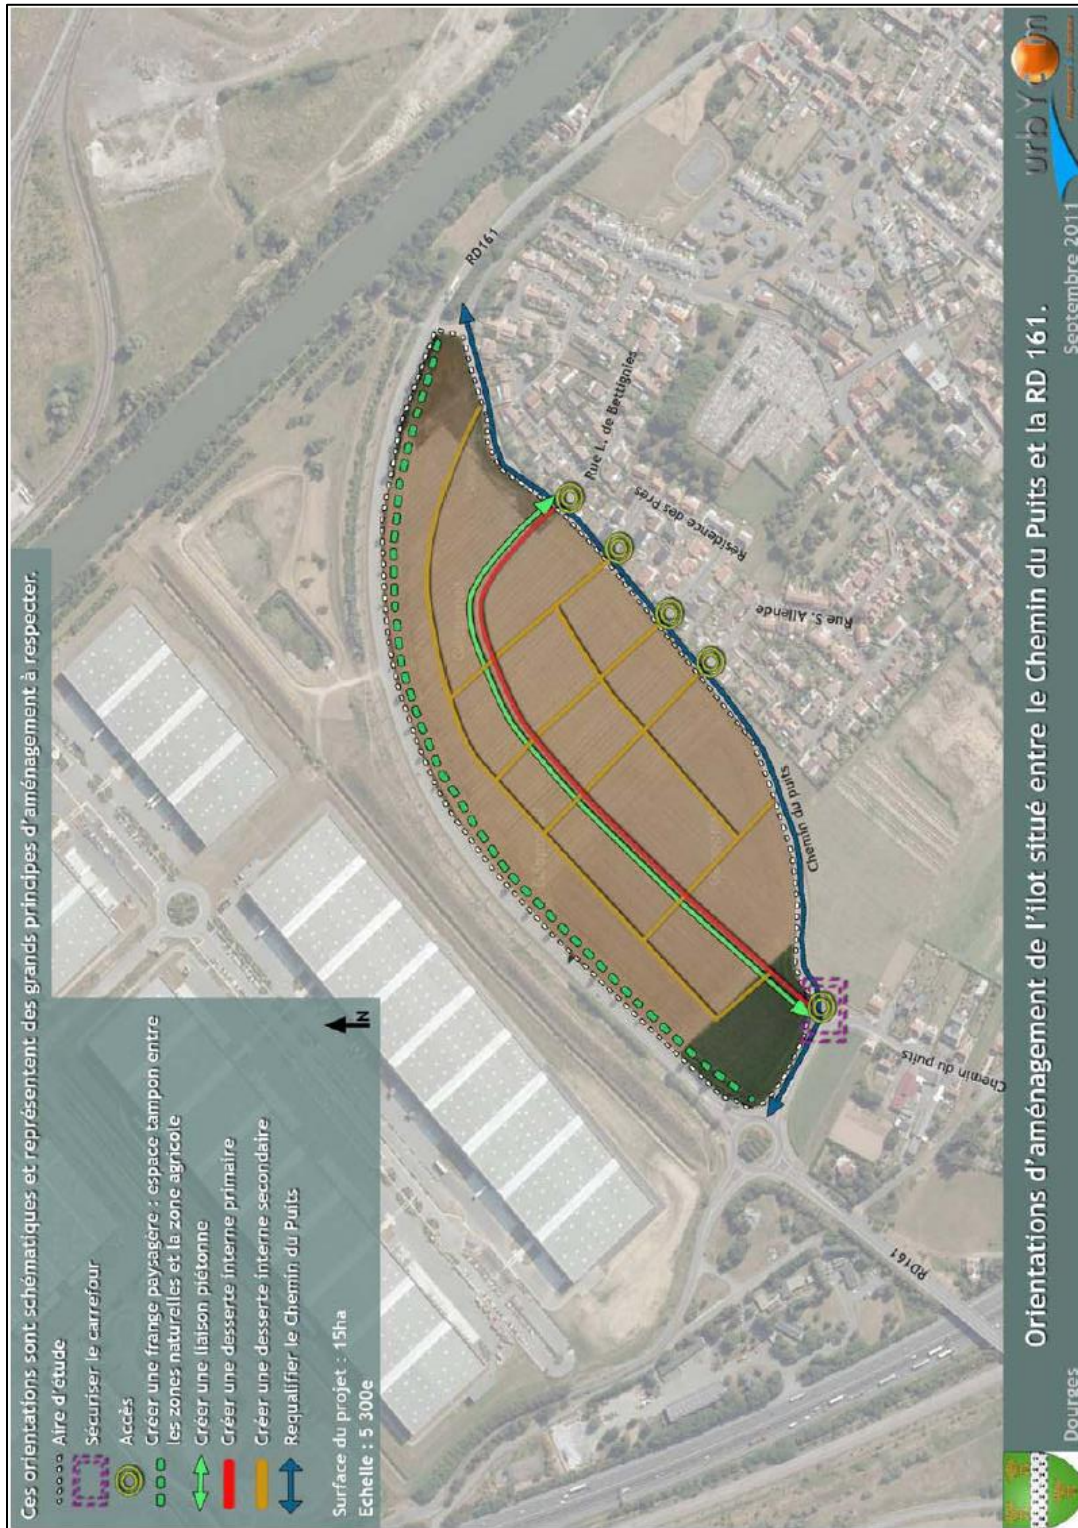 Ces orientations sont schématiques et représentent des grands principes d'aménagement à respecter.
Aire d'étude
Sécuriser le carrefour
Accès
Créer une frange paysagère : espace tampon entre
les zones naturelles et la zone agricole
Créer une liaison piétonne
Créer une desserte interne primaire
Créer une desserte interne secondaire
Requalifier le Chemin du Puits
Surface du projet : 15ha
Echelle : 5 300e
N
RD161
Rue L. de Bettignies
Résidence des Prés
Rue S. Allende
Chemin du puits
Chemin du puits
RD161
Dourges
Orientations d'aménagement de l'ilot situé entre le Chemin du Puits et la RD 161.
Septembre 2011